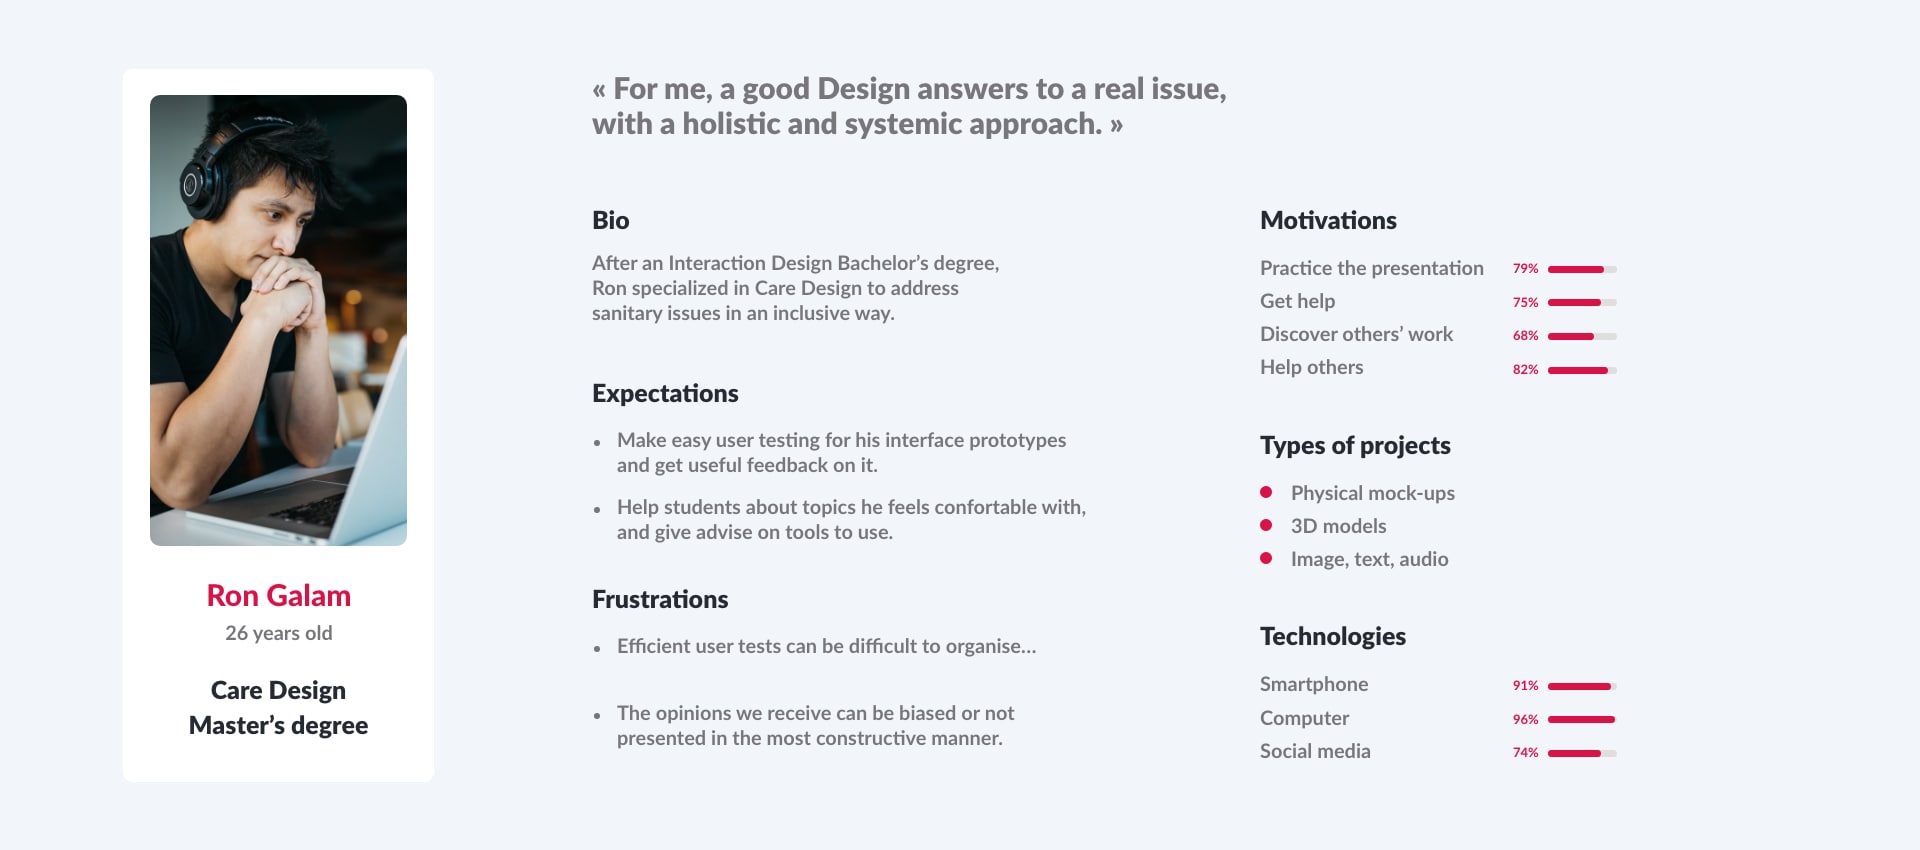 « For me, a good Design answers to a real issue,
with a holistic and systemic approach. »
Ron Galam
26 years old
Care Design
Master’s degree
Bio
After an Interaction Design Bachelor’s degree,
Ron specialized in Care Design to address
sanitary issues in an inclusive way.
Expectations
• Make easy user testing for his interface prototypes
and get useful feedback on it.
• Help students about topics he feels confortable with,
and give advise on tools to use.
Frustrations
• Efficient user tests can be difficult to organise...
• The opinions we receive can be biased or not
presented in the most constructive manner.
Motivations
Practice the presentation 79%
Get help 75%
Discover others’ work 68%
Help others 82%
Types of projects
• Physical mock-ups
• 3D models
• Image, text, audio
Technologies
Smartphone 91%
Computer 96%
Social media 74%